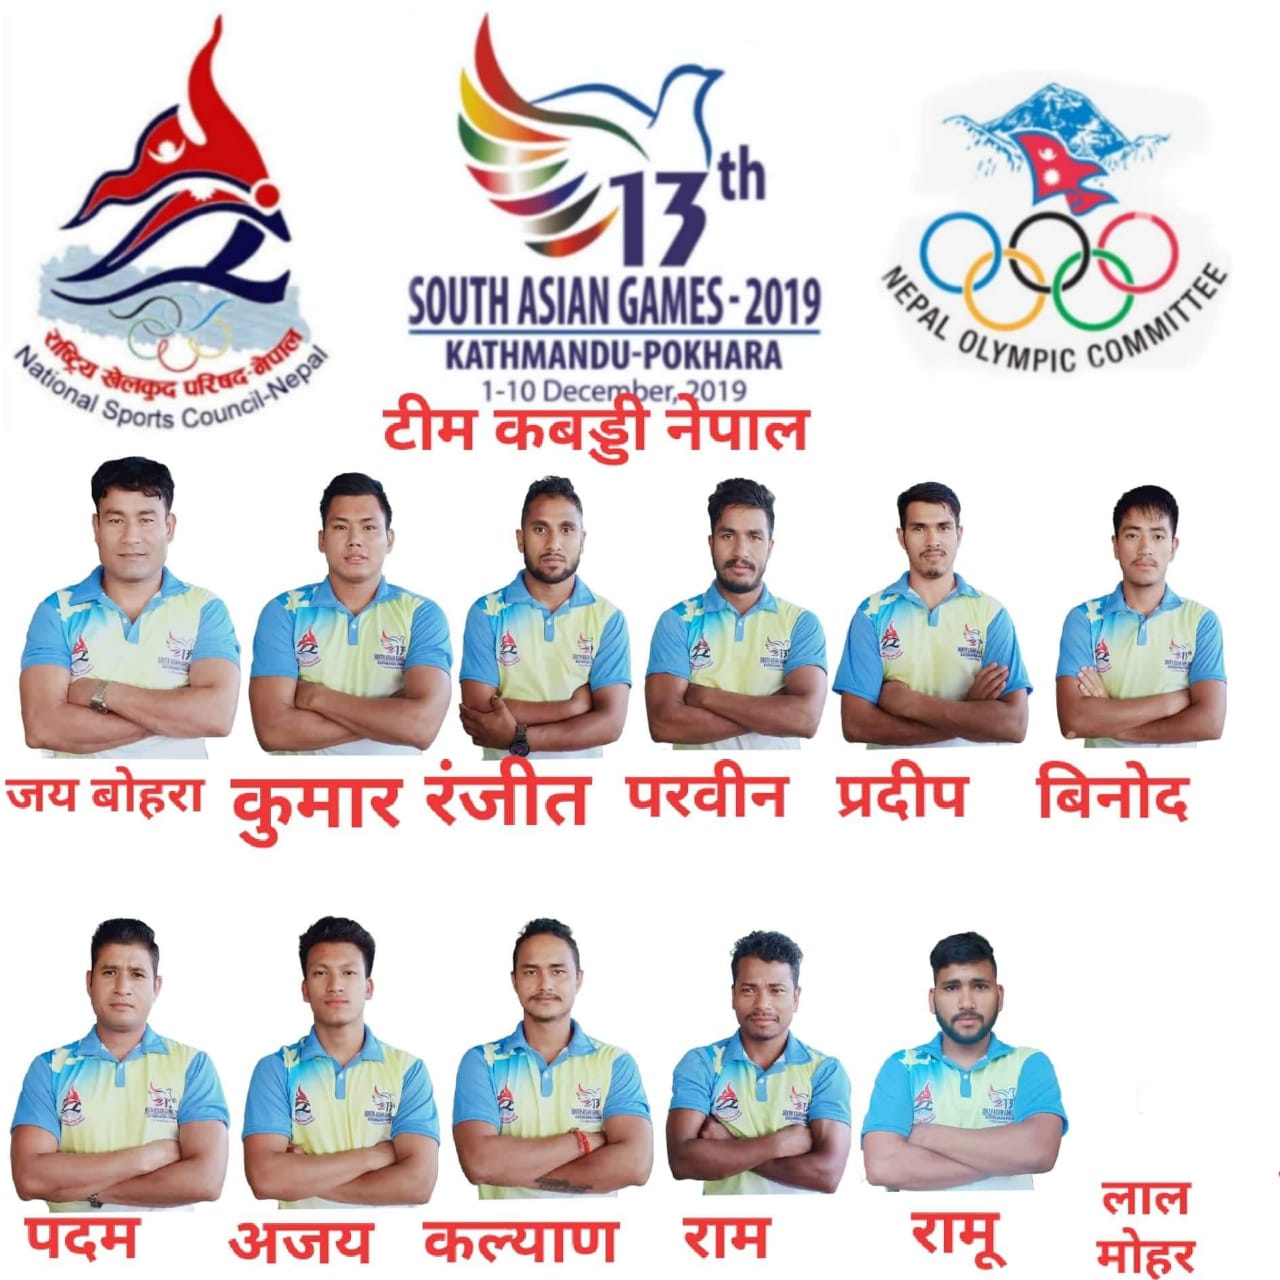 13th
SOUTH ASIAN GAMES - 2019
KATHMANDU-POKHARA
1-10 December, 2019
राष्ट्रिय खेलकुद परिषद-नेपाल
National Sports Council-Nepal
NEPAL OLYMPIC COMMITTEE
टीम कबड्डी नेपाल
जय बोहरा कुमार रंजीत परवीन प्रदीप बिनोद
पदम अजय कल्याण राम रामू लाल
मोहर